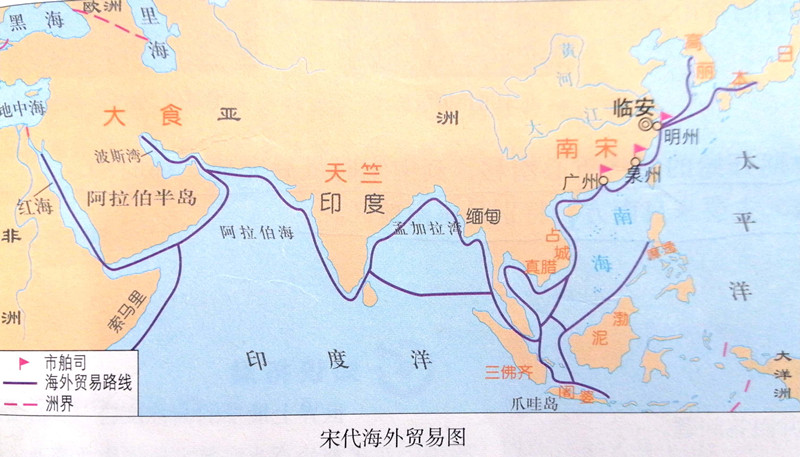 黑海
欧洲
里海
地中海
大食
亚洲
波斯湾
阿拉伯半岛
红海
非洲
索马里
阿拉伯海
天竺
印度
孟加拉湾
缅甸
黄河
大江
高丽
日本
临安
明州
南宋
泉州
广州
太平洋
南海
占城
真腊
渤泥
三佛齐
阇婆
爪哇岛
印度洋
大洋洲
市舶司
海外贸易路线
洲界
宋代海外贸易图